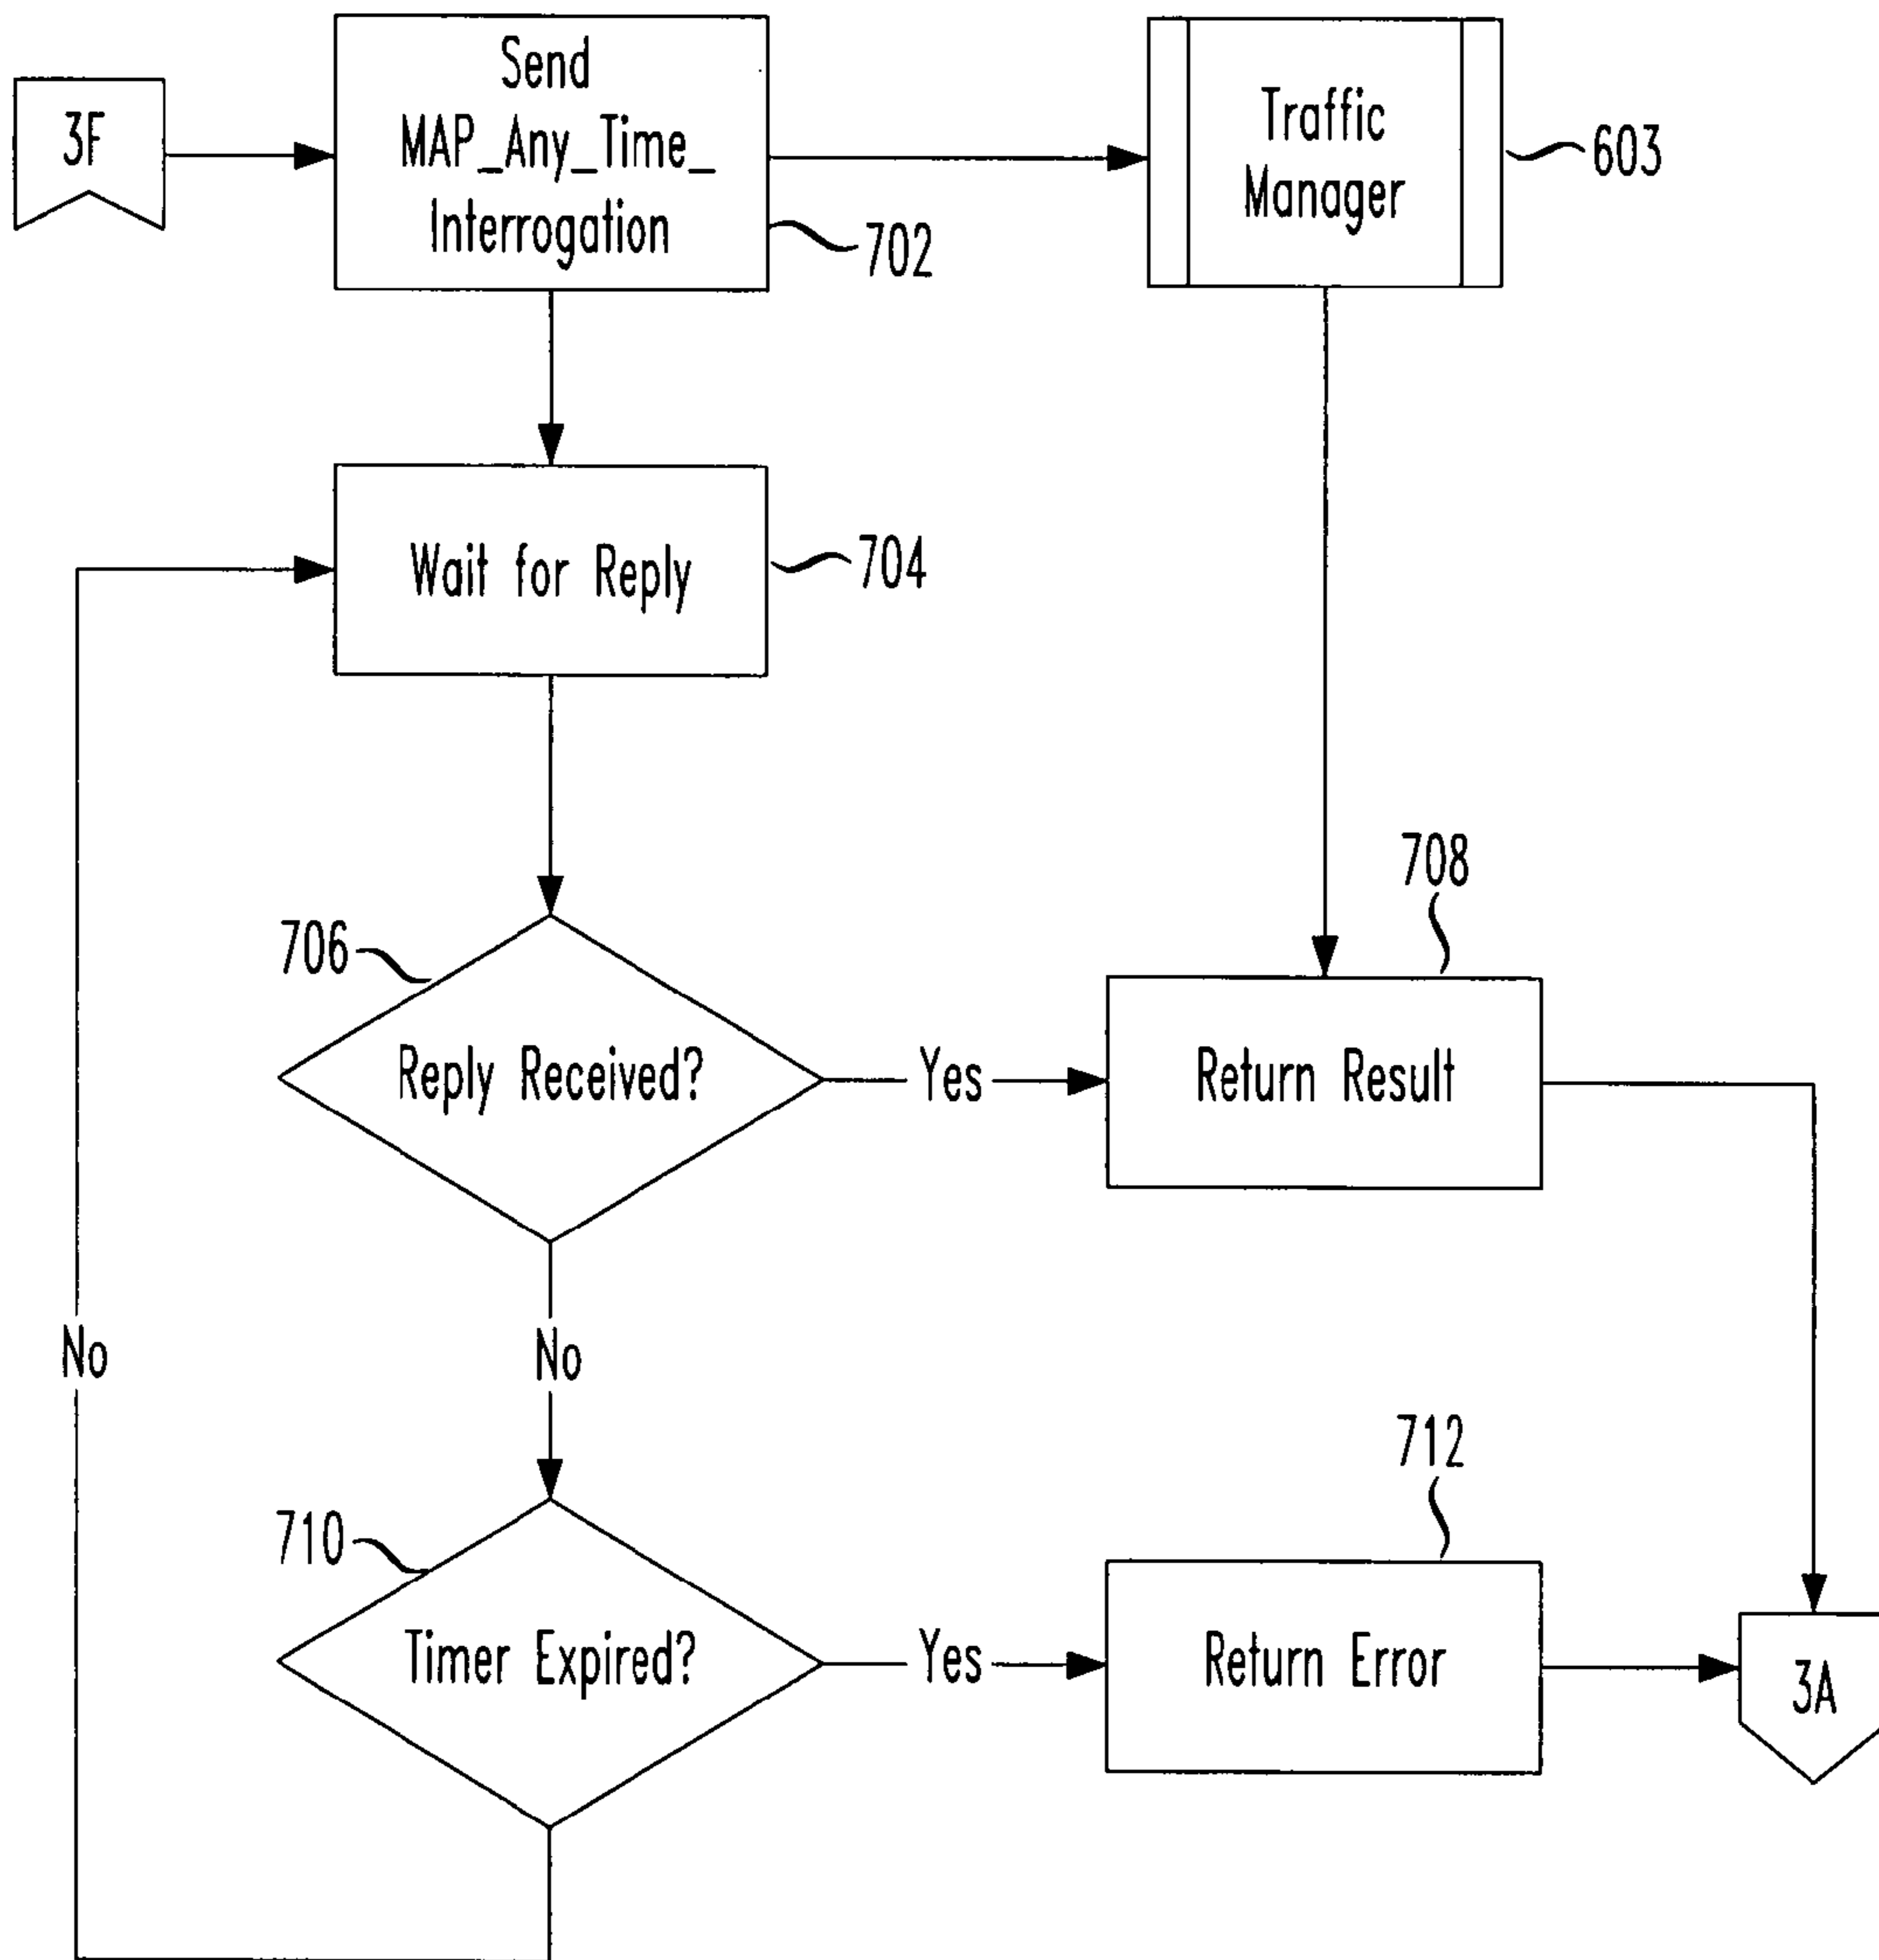 3F
Send
MAP_Any_Time_
Interrogation
702
Traffic
Manager
603
Wait for Reply
704
706
Reply Received?
Yes
708
Return Result
No
No
710
Timer Expired?
Yes
712
Return Error
3A